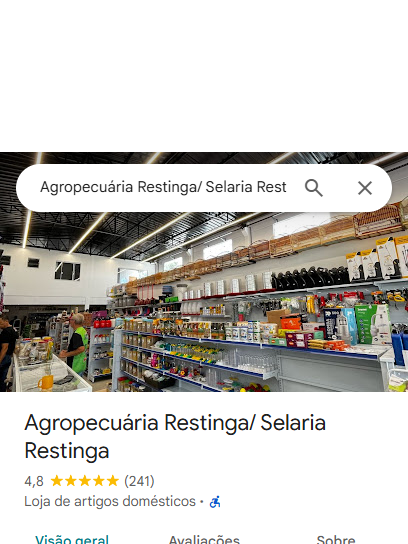 Agropecuária Restinga/ Selaria Rest
Agropecuária Restinga/ Selaria
Restinga
4,8 (241)
Loja de artigos domésticos ·
Visão geral Avaliações Sobre